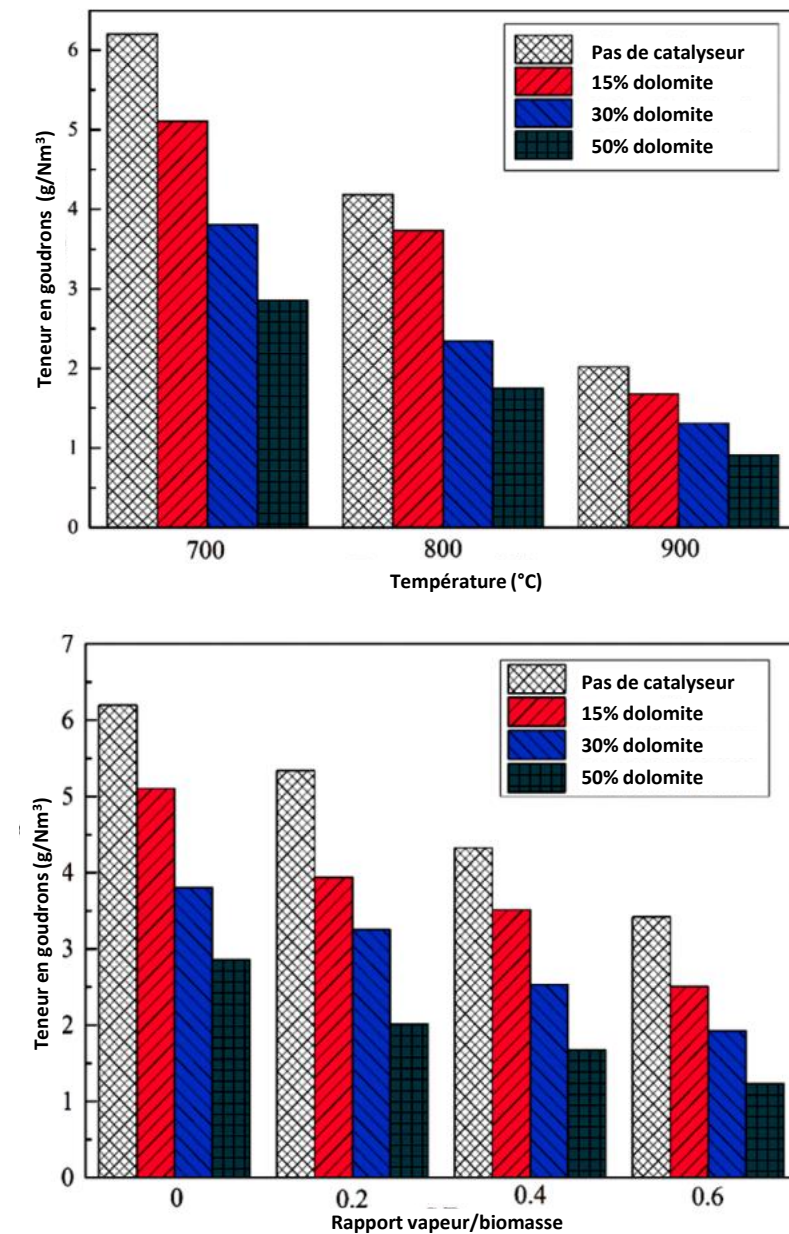 Teneur en goudrons (g/Nm³)
6
5
4
3
2
1
0
Pas de catalyseur
15% dolomite
30% dolomite
50% dolomite
700 800 900
Température (°C)
Teneur en goudrons (g/Nm³)
7
6
5
4
3
2
1
0
Pas de catalyseur
15% dolomite
30% dolomite
50% dolomite
0 0.2 0.4 0.6
Rapport vapeur/biomasse